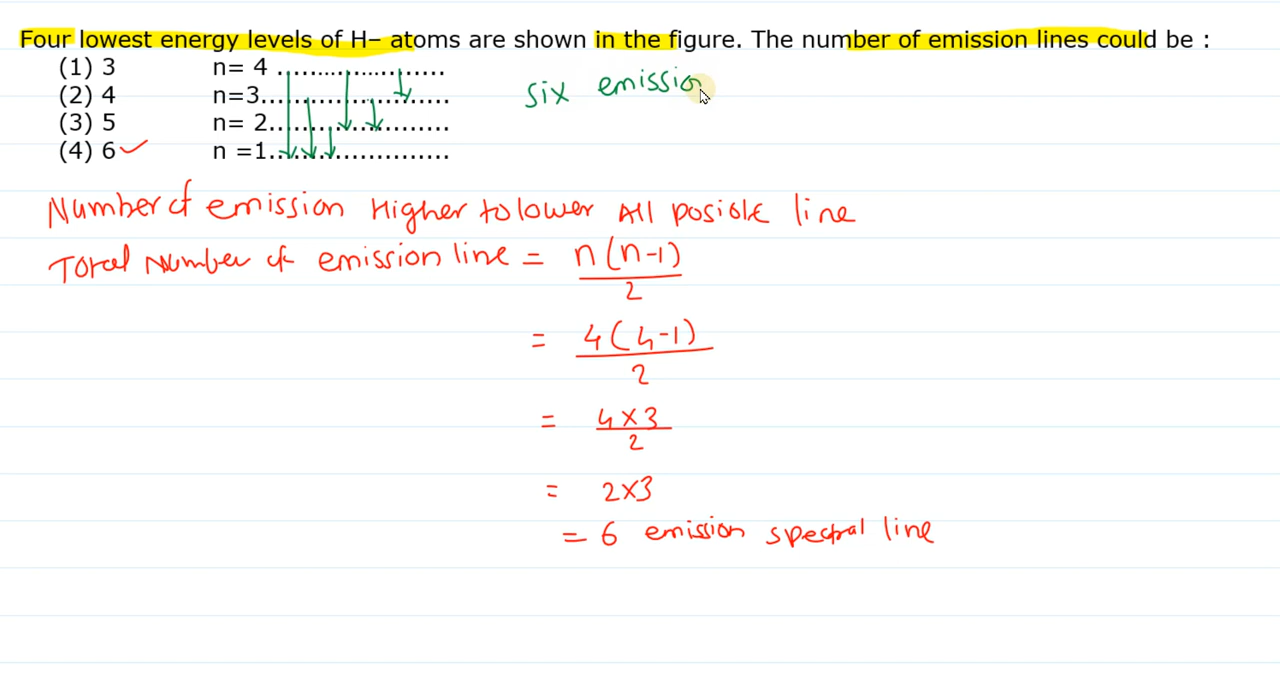 Four lowest energy levels of H– atoms are shown in the figure. The number of emission lines could be :
(1) 3 n= 4 ........................
(2) 4 n=3...........................
(3) 5 n= 2..........................
(4) 6 ✓ n =1..........................
six emission
Number of emission Higher to lower All posible line
Total Number of emission line = n(n-1)/2
= 4(4-1)/2
= 4×3/2
= 2×3
= 6 emission spectral line